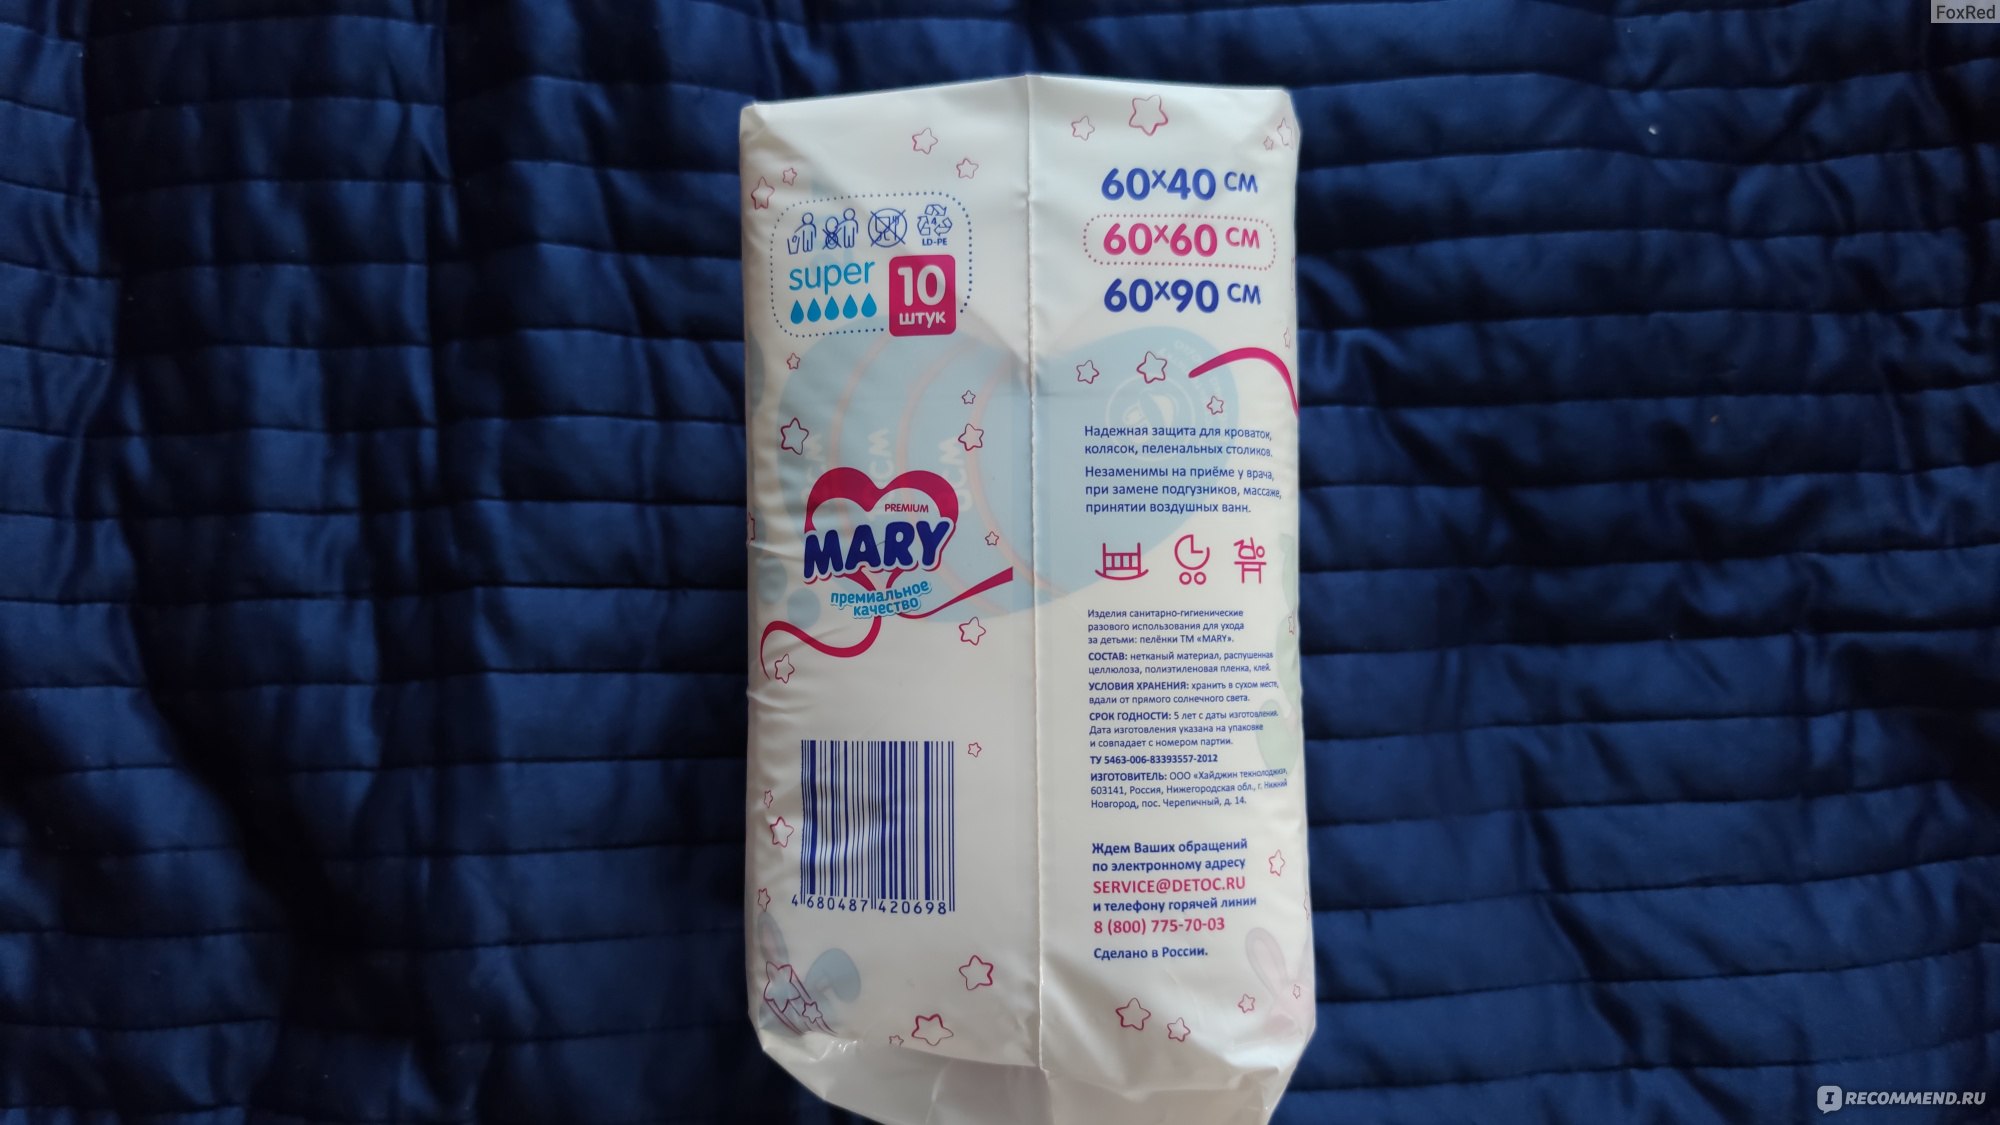 FoxRed
LD-PE
super
10
штук
60×40 см
60×60 см
60×90 см
PREMIUM
MARY
премиальное
качество
Надежная защита для кроваток,
колясок, пеленальных столиков.
Незаменимы на приёме у врача,
при замене подгузников, массаже,
принятии воздушных ванн.
Изделия санитарно-гигиенические
разового использования для ухода
за детьми: пелёнки ТМ «MARY».
СОСТАВ: нетканый материал, распушенная
целлюлоза, полиэтиленовая пленка, клей.
УСЛОВИЯ ХРАНЕНИЯ: хранить в сухом месте,
вдали от прямого солнечного света.
СРОК ГОДНОСТИ: 5 лет с даты изготовления.
Дата изготовления указана на упаковке
и совпадает с номером партии.
ТУ 5463-006-83393557-2012
ИЗГОТОВИТЕЛЬ: ООО «Хайджин текнолоджиз»,
603141, Россия, Нижегородская обл., г. Нижний
Новгород, пос. Черепичный, д. 14.
4 680487 420698
Ждем Ваших обращений
по электронному адресу
SERVICE@DETOC.RU
и телефону горячей линии
8 (800) 775-70-03
Сделано в России.
I RECOMMEND.RU